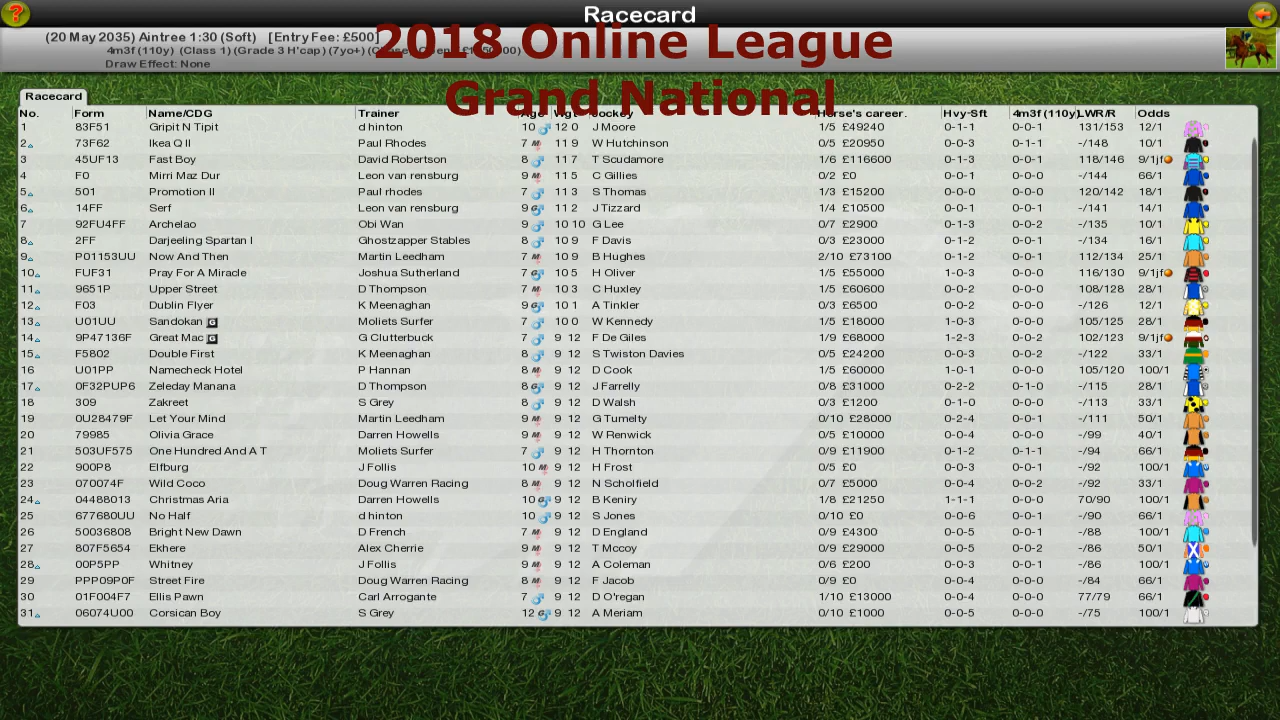 Racecard
(20 May 2035) Aintree 1:30 (Soft) [Entry Fee: £500]
2018 Online League
4m3f (110y) (Class 1) (Grade 3 H'cap) (7yo+)
Draw Effect: None
Grand National
Racecard
No. Form Name/CDG Trainer Age Wgt Jockey Horse's career. Hvy-Sft 4m3f (110y) LWR/R Odds
1 83F51 Gripit N Tipit d hinton 10 12 0 J Moore 1/5 £49240 0-1-1 0-0-1 131/153 12/1
2 73F62 Ikea Q II Paul Rhodes 7 M 11 9 W Hutchinson 0/5 £20950 0-0-3 0-1-1 -/148 10/1
3 45UF13 Fast Boy David Robertson 8 11 7 T Scudamore 1/6 £116600 0-1-3 0-0-1 118/146 9/1jf
4 F0 Mirri Maz Dur Leon van rensburg 9 M 11 5 C Gillies 0/2 £0 0-0-1 0-0-1 -/144 66/1
5 501 Promotion II Paul rhodes 7 11 3 S Thomas 1/3 £15200 0-0-3 0-0-0 120/142 18/1
6 14FF Serf Leon van rensburg 9 G 11 2 J Tizzard 1/4 £10500 0-0-1 0-0-1 -/141 14/1
7 92FU4FF Archelao Obi Wan 9 10 10 G Lee 0/7 £2900 0-1-3 0-0-2 -/135 10/1
8 2FF Darjeeling Spartan I Ghostzapper Stables 8 10 9 F Davis 0/3 £23000 0-1-2 0-0-1 -/134 16/1
9 P01153UU Now And Then Martin Leedham 7 M 10 9 B Hughes 2/10 £73100 0-1-2 0-0-1 112/134 25/1
10 FUF31 Pray For A Miracle Joshua Sutherland 7 G 10 5 H Oliver 1/5 £55000 1-0-3 0-0-1 116/130 9/1jf
11 9651P Upper Street D Thompson 7 M 10 3 C Huxley 1/5 £60600 0-0-2 0-0-1 108/128 28/1
12 F03 Dublin Flyer K Meenaghan 9 G 10 1 A Tinkler 0/3 £6500 0-0-2 0-0-1 -/126 12/1
13 U01UU Sandokan G Moliets Surfer 7 10 0 W Kennedy 1/5 £18000 1-0-3 0-0-1 105/125 28/1
14 9P47136F Great Mac G G Clutterbuck 7 9 12 F De Giles 1/9 £68000 1-2-3 0-0-2 102/123 9/1jf
15 F5802 Double First K Meenaghan 8 9 12 S Twiston Davies 0/5 £24200 0-0-3 0-0-2 -/122 33/1
16 U01PP Namecheck Hotel P Hannan 8 M 9 12 D Cook 1/5 £60000 1-0-1 0-0-1 105/120 100/1
17 0F32PUP6 Zeleday Manana D Thompson 8 G 9 12 J Farrelly 0/8 £31000 0-2-2 0-1-0 -/115 28/1
18 309 Zakreet S Grey 8 9 12 D Walsh 0/3 £1200 0-1-0 0-0-0 -/113 33/1
19 0U28479F Let Your Mind Martin Leedham 9 M 9 12 G Tumelty 0/10 £28000 0-2-4 0-0-1 -/111 50/1
20 79985 Olivia Grace Darren Howells 9 M 9 12 W Renwick 0/5 £10000 0-0-4 0-0-1 -/99 40/1
21 503UF575 One Hundred And A T Moliets Surfer 7 9 12 H Thornton 0/9 £11900 0-1-2 0-1-1 -/94 66/1
22 900P8 Elfburg J Follis 10 M 9 12 H Frost 0/5 £0 0-0-3 0-0-1 -/92 100/1
23 070074F Wild Coco Doug Warren Racing 8 M 9 12 N Scholfield 0/7 £5000 0-0-4 0-0-2 -/92 33/1
24 04488013 Christmas Aria Darren Howells 10 G 9 12 B Keniry 1/8 £21250 1-1-1 0-0-0 70/90 100/1
25 677680UU No Half d hinton 10 9 12 S Jones 0/10 £0 0-0-6 0-0-1 -/90 66/1
26 50036808 Bright New Dawn D French 7 M 9 12 D England 0/9 £4300 0-0-5 0-0-1 -/88 100/1
27 807F5654 Ekhere Alex Cherrie 9 M 9 12 T Mccoy 0/9 £29000 0-0-5 0-0-2 -/86 50/1
28 00P5PP Whitney J Follis 9 M 9 12 A Coleman 0/6 £200 0-0-3 0-0-1 -/86 100/1
29 PPP09P0F Street Fire Doug Warren Racing 8 M 9 12 F Jacob 0/9 £0 0-0-4 0-0-0 -/84 66/1
30 01F004F7 Ellis Pawn Carl Arrogante 7 9 12 D O'regan 1/10 £13000 0-0-4 0-0-0 77/79 66/1
31 06074U00 Corsican Boy S Grey 12 G 9 12 A Meriam 0/10 £1000 0-0-5 0-0-0 -/75 100/1